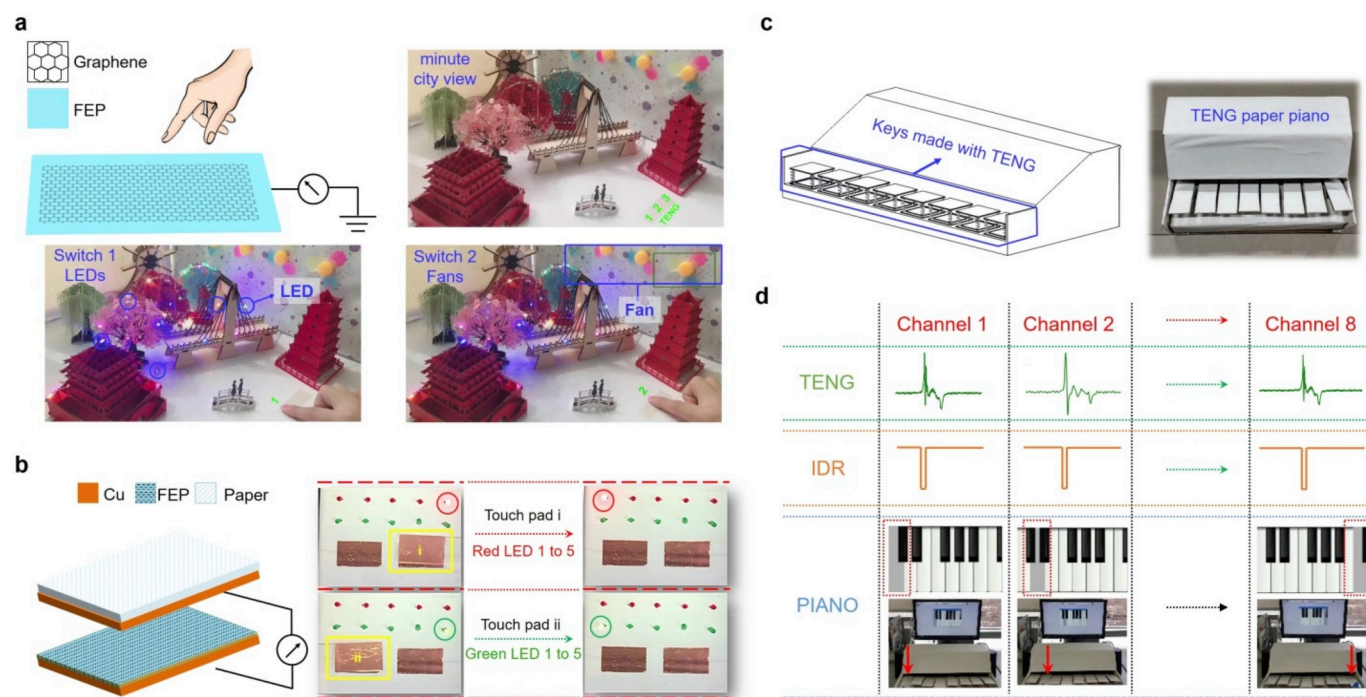 a
Graphene
FEP
minute
city view
1 2 3
TENG
Switch 1
LEDs
LED
1
Switch 2
Fans
Fan
2
b
Cu FEP Paper
i
Touch pad i
Red LED 1 to 5
ii
Touch pad ii
Green LED 1 to 5
c
Keys made with TENG
TENG paper piano
d
Channel 1 Channel 2 Channel 8
TENG
IDR
PIANO